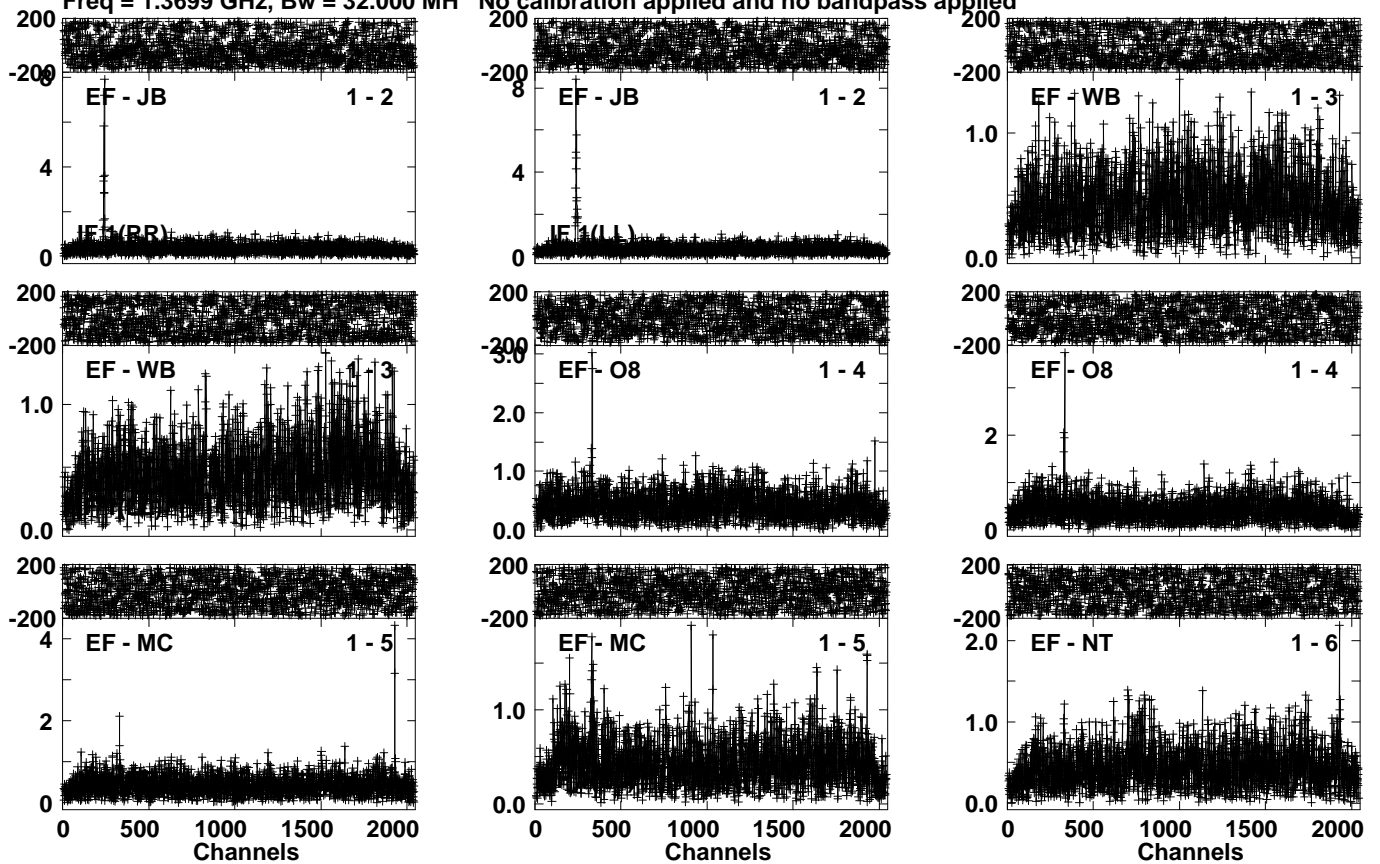 Freq = 1.3699 GHz, Bw = 32.000 MH No calibration applied and no bandpass applied
200 200 200
-200 -200 -200
8 8
EF - JB 1 - 2 EF - JB 1 - 2 EF - WB 1 - 3
1.0
4 4
IF 1(RR) IF 1(LL)
0 0 0.0
200 200 200
-200 -200 -200
3.0
EF - WB 1 - 3 EF - O8 1 - 4 EF - O8 1 - 4
1.0 2.0 2
1.0
0.0 0.0 0
200 200 200
-200 -200 -200
EF - MC 1 - 5 EF - MC 1 - 5 EF - NT 1 - 6
4 2.0
2 1.0 1.0
0 0.0 0.0
0 500 1000 1500 2000 0 500 1000 1500 2000 0 500 1000 1500 2000
Channels Channels Channels